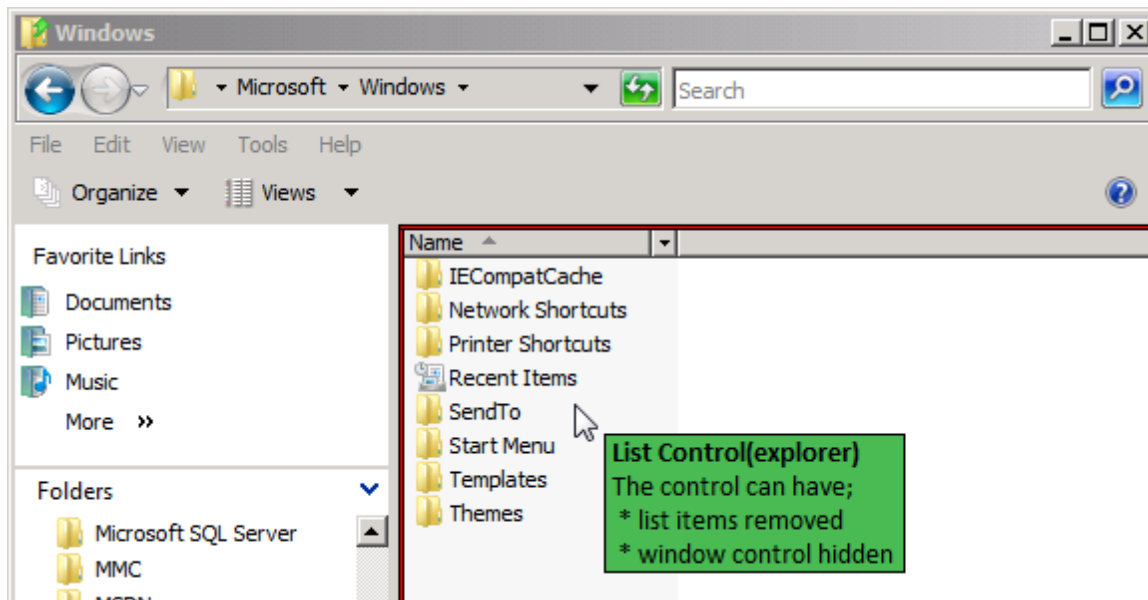 Windows
Microsoft Windows
Search
File Edit View Tools Help
Organize Views
Favorite Links
Documents
Pictures
Music
More »
Folders
Microsoft SQL Server
MMC
Name
IECompatCache
Network Shortcuts
Printer Shortcuts
Recent Items
SendTo
Start Menu
Templates
Themes
List Control(explorer)
The control can have;
* list items removed
* window control hidden